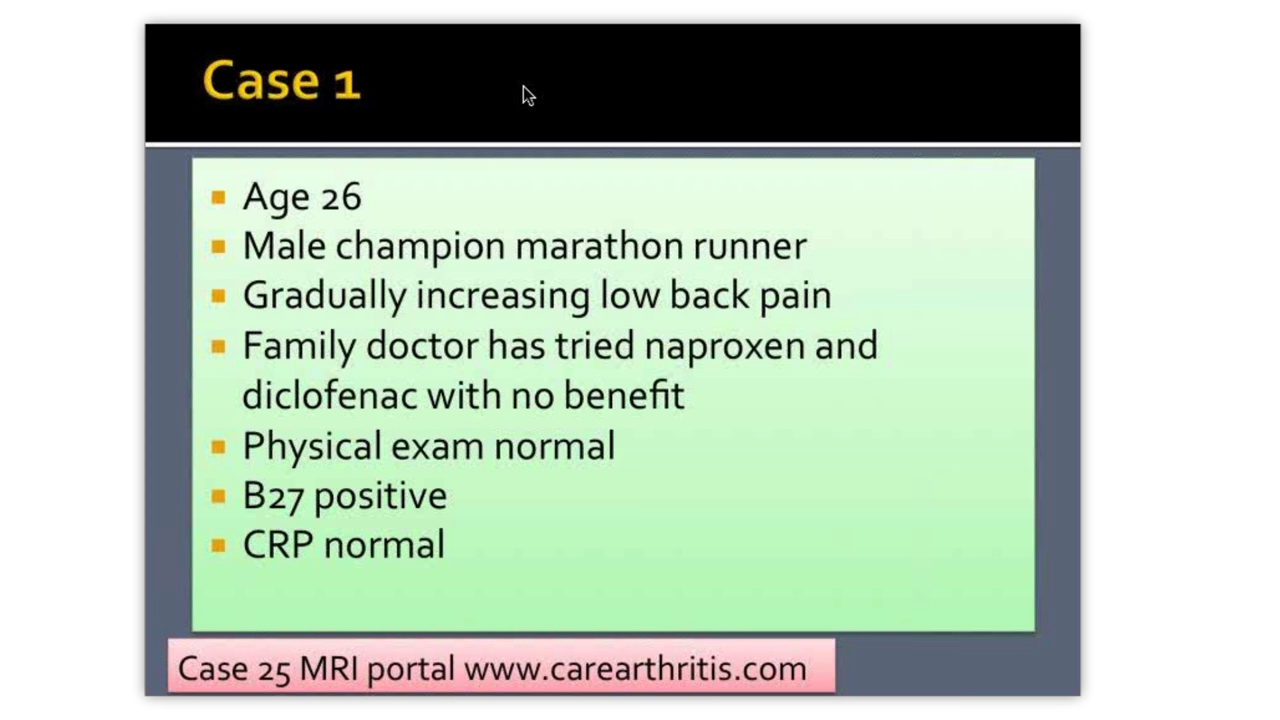 Case 1
Age 26
Male champion marathon runner
Gradually increasing low back pain
Family doctor has tried naproxen and
diclofenac with no benefit
Physical exam normal
B27 positive
CRP normal
Case 25 MRI portal www.carearthritis.com